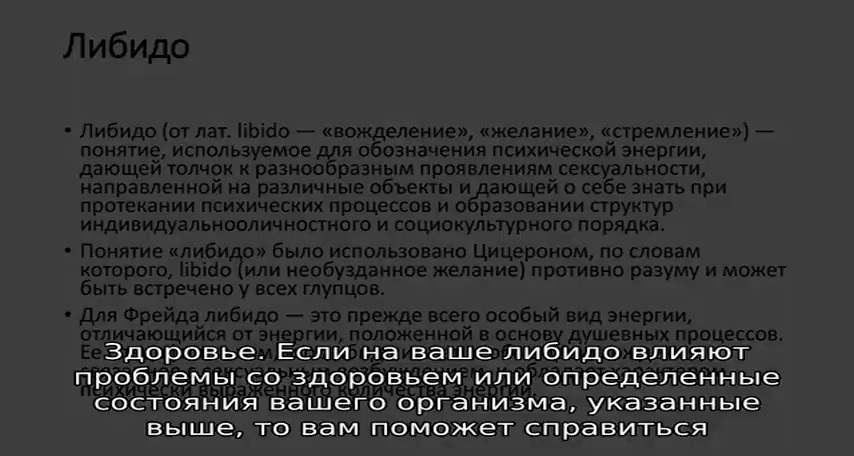 Либидо
• Либидо (от лат. libido — «вожделение», «желание», «стремление») —
понятие, используемое для обозначения психической энергии,
дающей толчок к разнообразным проявлениям сексуальности,
направленной на различные объекты и дающей о себе знать при
протекании психических процессов и образовании структур
индивидуальноличностного и социокультурного порядка.
• Понятие «либидо» было использовано Цицероном, по словам
которого, libido (или необузданное желание) противно разуму и может
быть встречено у всех глупцов.
• Для Фрейда либидо — это прежде всего особый вид энергии,
отличающийся от энергии, положенной в основу душевных процессов.
Здоровье. Если на ваше либидо влияют
проблемы со здоровьем или определенные
состояния вашего организма, указанные
выше, то вам поможет справиться